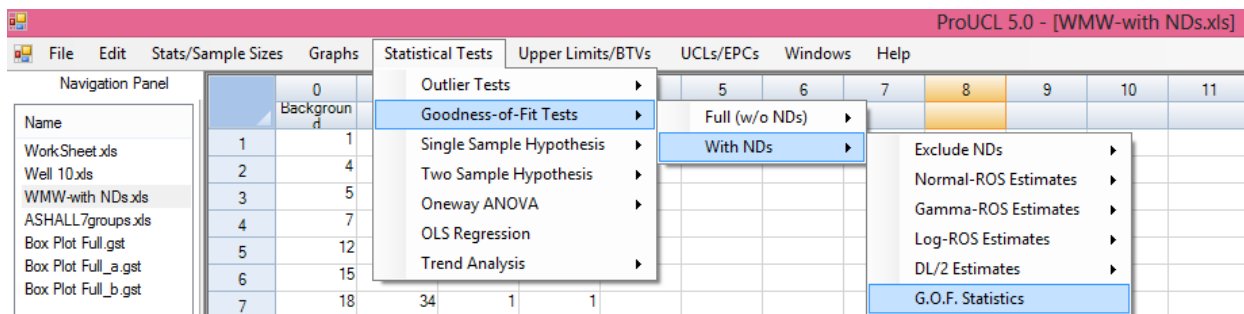 ProUCL 5.0 - [WMW-with NDs.xls]
File Edit Stats/Sample Sizes Graphs Statistical Tests Upper Limits/BTVs UCLs/EPCs Windows Help
Navigation Panel
Name
WorkSheet.xls
Well 10.xls
WMW-with NDs.xls
ASHALL7groups.xls
Box Plot Full.gst
Box Plot Full_a.gst
Box Plot Full_b.gst
0 5 6 7 8 9 10 11
Backgroun
d
1 1
2 4
3 5
4 7
5 12
6 15
7 18 34 1 1
Outlier Tests
Goodness-of-Fit Tests
Single Sample Hypothesis
Two Sample Hypothesis
Oneway ANOVA
OLS Regression
Trend Analysis
Full (w/o NDs)
With NDs
Exclude NDs
Normal-ROS Estimates
Gamma-ROS Estimates
Log-ROS Estimates
DL/2 Estimates
G.O.F. Statistics